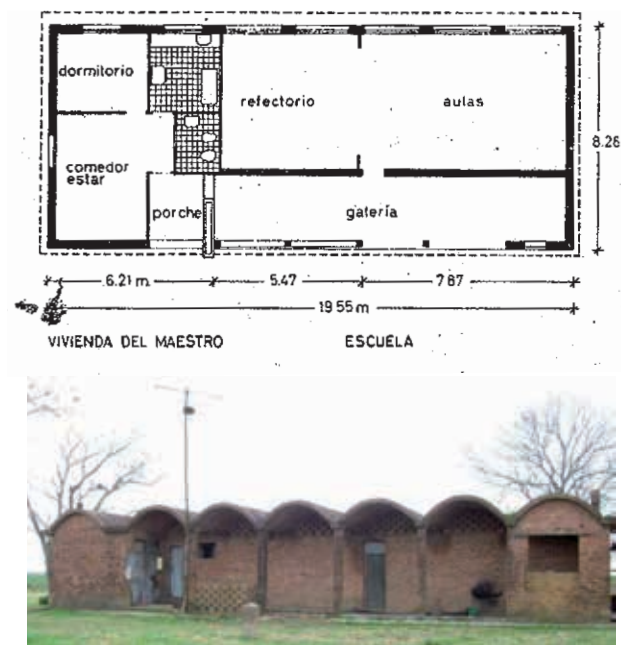 dormitorio
refectorio
aulas
8.28
comedor
estar
porche
galería
6.21 m.
5.47
7 87
19 55 m
VIVIENDA DEL MAESTRO
ESCUELA